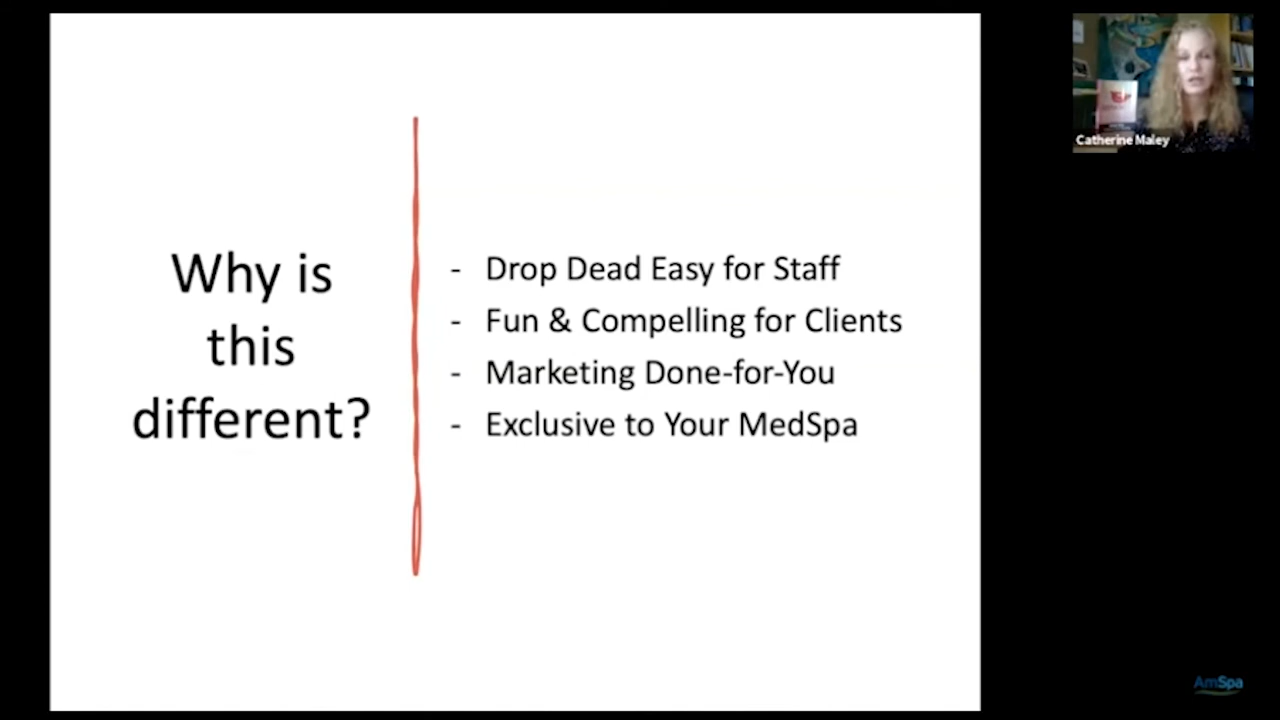 Why is
this
different?
- Drop Dead Easy for Staff
- Fun & Compelling for Clients
- Marketing Done-for-You
- Exclusive to Your MedSpa
Catherine Maley
AmSpa